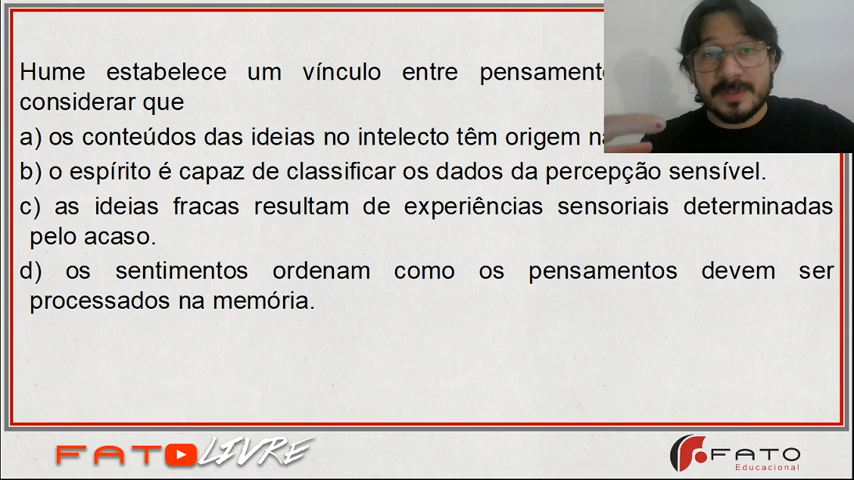 Hume estabelece um vínculo entre
considerar que
a) os conteúdos das ideias no intelecto têm origem
b) o espírito é capaz de classificar os dados da percepção sensível.
c) as ideias fracas resultam de experiências sensoriais determinadas
pelo acaso.
d) os sentimentos ordenam como os pensamentos devem ser
processados na memória.
FATO LIVRE
FATO
Educacional